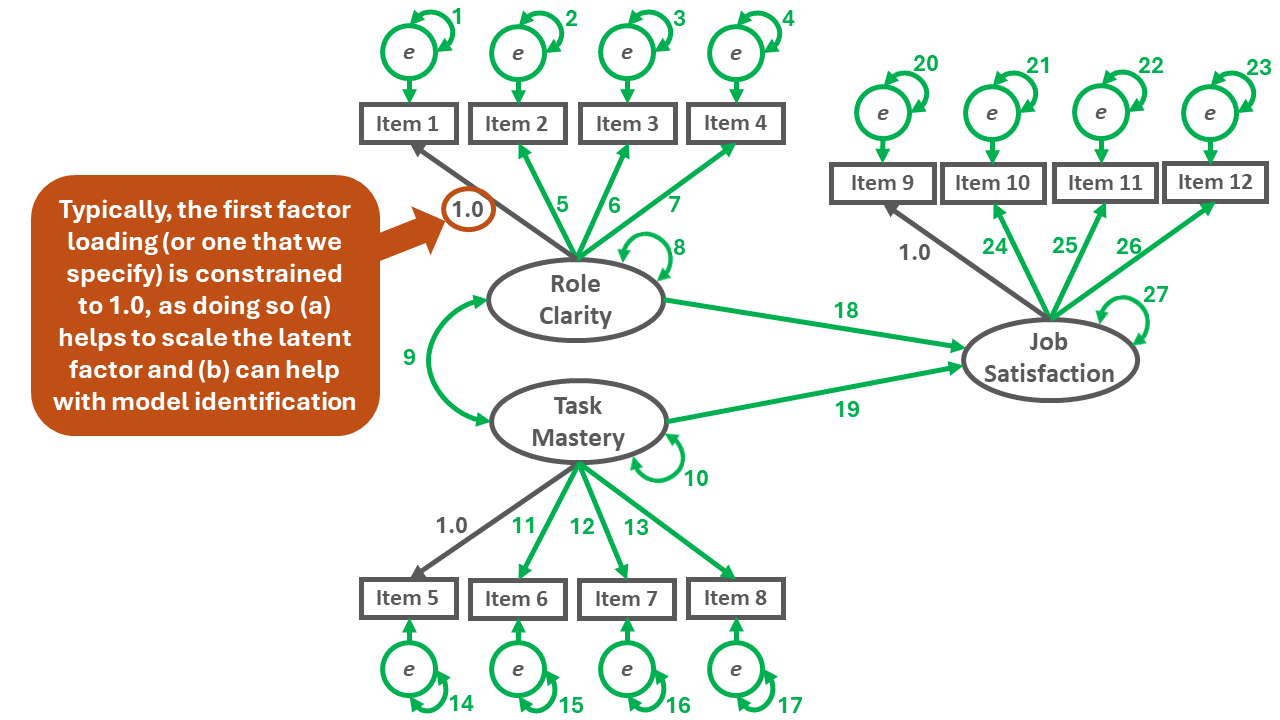 1 2 3 4
e e e e
Item 1 Item 2 Item 3 Item 4
20 21 22 23
e e e e
Item 9 Item 10 Item 11 Item 12
Typically, the first factor
loading (or one that we
specify) is constrained
to 1.0, as doing so (a)
helps to scale the latent
factor and (b) can help
with model identification
1.0 5 6 7
8
Role
Clarity
1.0 24 25 26
27
Job
Satisfaction
18
9
19
Task
Mastery
10
1.0 11 12 13
Item 5 Item 6 Item 7 Item 8
e e e e
14 15 16 17